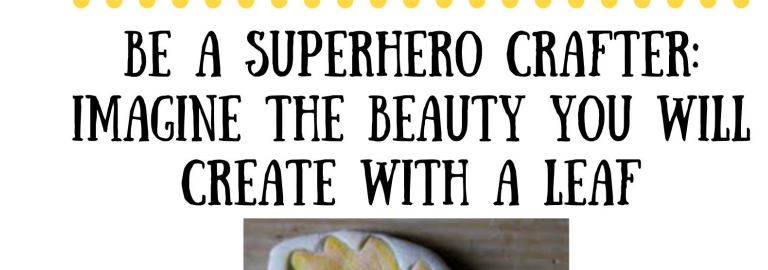 BE A SUPERHERO CRAFTER:
IMAGINE THE BEAUTY YOU WILL
CREATE WITH A LEAF